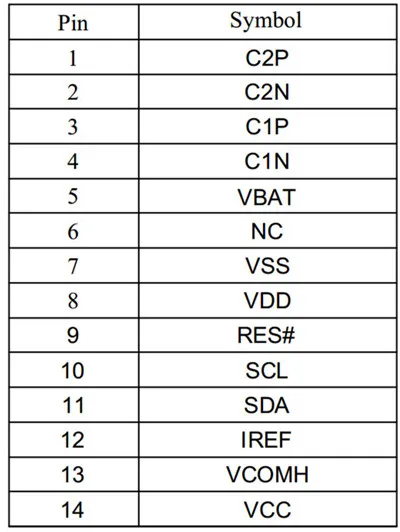 Pin Symbol
1 C2P
2 C2N
3 C1P
4 C1N
5 VBAT
6 NC
7 VSS
8 VDD
9 RES#
10 SCL
11 SDA
12 IREF
13 VCOMH
14 VCC